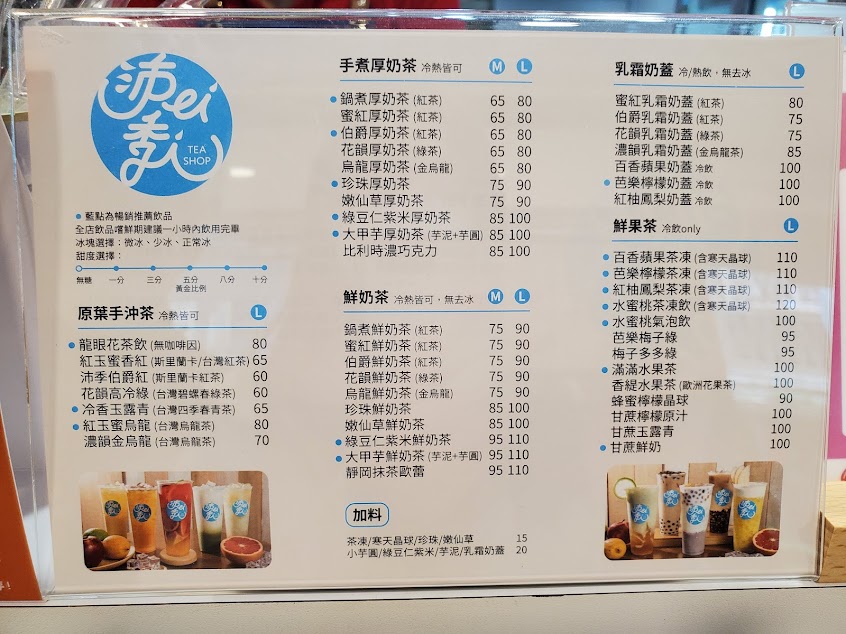 沛ei
季i
TEA
SHOP
藍點為暢銷推薦飲品
全店飲品嚐鮮期建議一小時內飲用完畢
冰塊選擇：微冰、少冰、正常冰
甜度選擇：
無糖 一分 三分 五分 八分 十分
黃金比例
原葉手沖茶 冷熱皆可 L
龍眼花茶飲 (無咖啡因) 80
紅玉蜜香紅 (斯里蘭卡/台灣紅茶) 65
沛季伯爵紅 (斯里蘭卡紅茶) 60
花韻高冷綠 (台灣碧螺春綠茶) 60
冷香玉露青 (台灣四季春青茶) 65
紅玉蜜烏龍 (台灣烏龍茶) 80
濃韻金烏龍 (台灣烏龍茶) 70
手煮厚奶茶 冷熱皆可 M L
鍋煮厚奶茶 (紅茶) 65 80
蜜紅厚奶茶 (紅茶) 65 80
伯爵厚奶茶 (紅茶) 65 80
花韻厚奶茶 (綠茶) 65 80
烏龍厚奶茶 (金烏龍) 65 80
珍珠厚奶茶 75 90
嫩仙草厚奶茶 75 90
綠豆仁紫米厚奶茶 85 100
大甲芋厚奶茶 (芋泥+芋圓) 85 100
比利時濃巧克力 85 100
鮮奶茶 冷熱皆可，無去冰 M L
鍋煮鮮奶茶 (紅茶) 75 90
蜜紅鮮奶茶 (紅茶) 75 90
伯爵鮮奶茶 (紅茶) 75 90
花韻鮮奶茶 (綠茶) 75 90
烏龍鮮奶茶 (金烏龍) 75 90
珍珠鮮奶茶 85 100
嫩仙草鮮奶茶 85 100
綠豆仁紫米鮮奶茶 95 110
大甲芋鮮奶茶 (芋泥+芋圓) 95 110
靜岡抹茶歐蕾 95 110
加料
茶凍/寒天晶球/珍珠/嫩仙草 15
小芋圓/綠豆仁紫米/芋泥/乳霜奶蓋 20
乳霜奶蓋 冷/熱飲，無去冰 L
蜜紅乳霜奶蓋 (紅茶) 80
伯爵乳霜奶蓋 (紅茶) 75
花韻乳霜奶蓋 (綠茶) 75
濃韻乳霜奶蓋 (金烏龍茶) 85
百香蘋果奶蓋 冷飲 100
芭樂檸檬奶蓋 冷飲 100
紅柚鳳梨奶蓋 冷飲 100
鮮果茶 冷飲only L
百香蘋果茶凍 (含寒天晶球) 110
芭樂檸檬茶凍 (含寒天晶球) 110
紅柚鳳梨茶凍 (含寒天晶球) 110
水蜜桃茶凍飲 (含寒天晶球) 120
水蜜桃氣泡飲 100
芭樂梅子綠 95
梅子多多綠 95
滿滿水果茶 100
香緹水果茶 (歐洲花果茶) 100
蜂蜜檸檬晶球 90
甘蔗檸檬原汁 100
甘蔗玉露青 100
甘蔗鮮奶 100